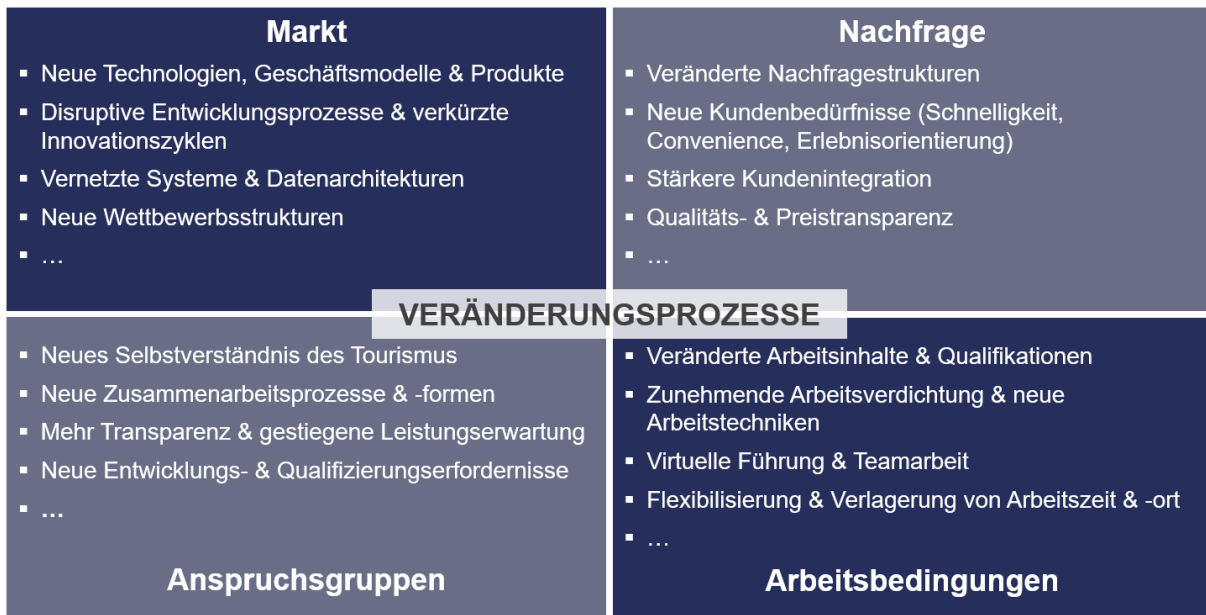 Markt
▪ Neue Technologien, Geschäftsmodelle & Produkte
▪ Disruptive Entwicklungsprozesse & verkürzte
Innovationszyklen
▪ Vernetzte Systeme & Datenarchitekturen
▪ Neue Wettbewerbsstrukturen
▪ …
Nachfrage
▪ Veränderte Nachfragestrukturen
▪ Neue Kundenbedürfnisse (Schnelligkeit,
Convenience, Erlebnisorientierung)
▪ Stärkere Kundenintegration
▪ Qualitäts- & Preistransparenz
▪ …
VERÄNDERUNGSPROZESSE
▪ Neues Selbstverständnis des Tourismus
▪ Neue Zusammenarbeitsprozesse & -formen
▪ Mehr Transparenz & gestiegene Leistungserwartung
▪ Neue Entwicklungs- & Qualifizierungserfordernisse
▪ …
Anspruchsgruppen
▪ Veränderte Arbeitsinhalte & Qualifikationen
▪ Zunehmende Arbeitsverdichtung & neue
Arbeitstechniken
▪ Virtuelle Führung & Teamarbeit
▪ Flexibilisierung & Verlagerung von Arbeitszeit & -ort
▪ …
Arbeitsbedingungen